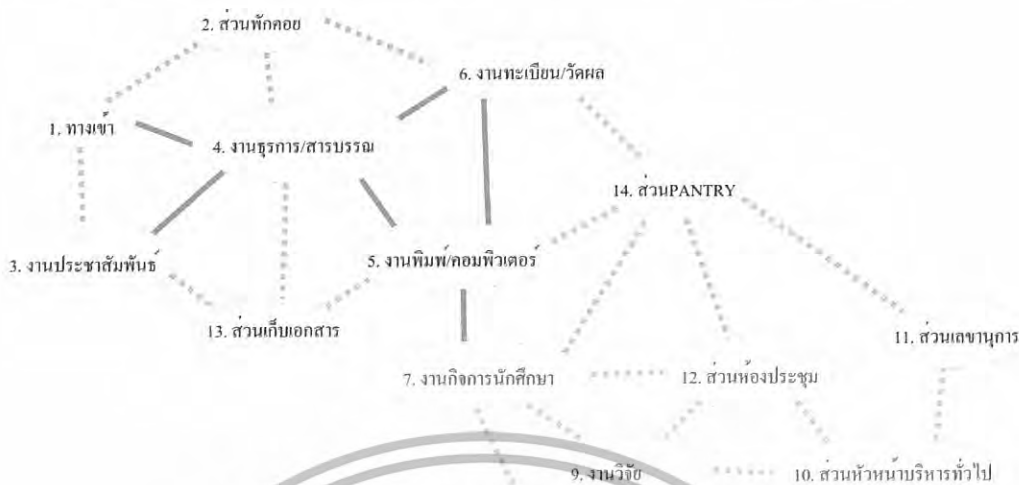 2. ส่วนพักคอย
6. งานทะเบียน/วัดผล
1. ทางเข้า
4. งานธุรการ/สารบรรณ
14. ส่วนPANTRY
3. งานประชาสัมพันธ์
5. งานพิมพ์/คอมพิวเตอร์
13. ส่วนเก็บเอกสาร
11. ส่วนเลขานุการ
7. งานกิจการนักศึกษา
12. ส่วนห้องประชุม
9. งานวิจัย
10. ส่วนหัวหน้าบริหารทั่วไป